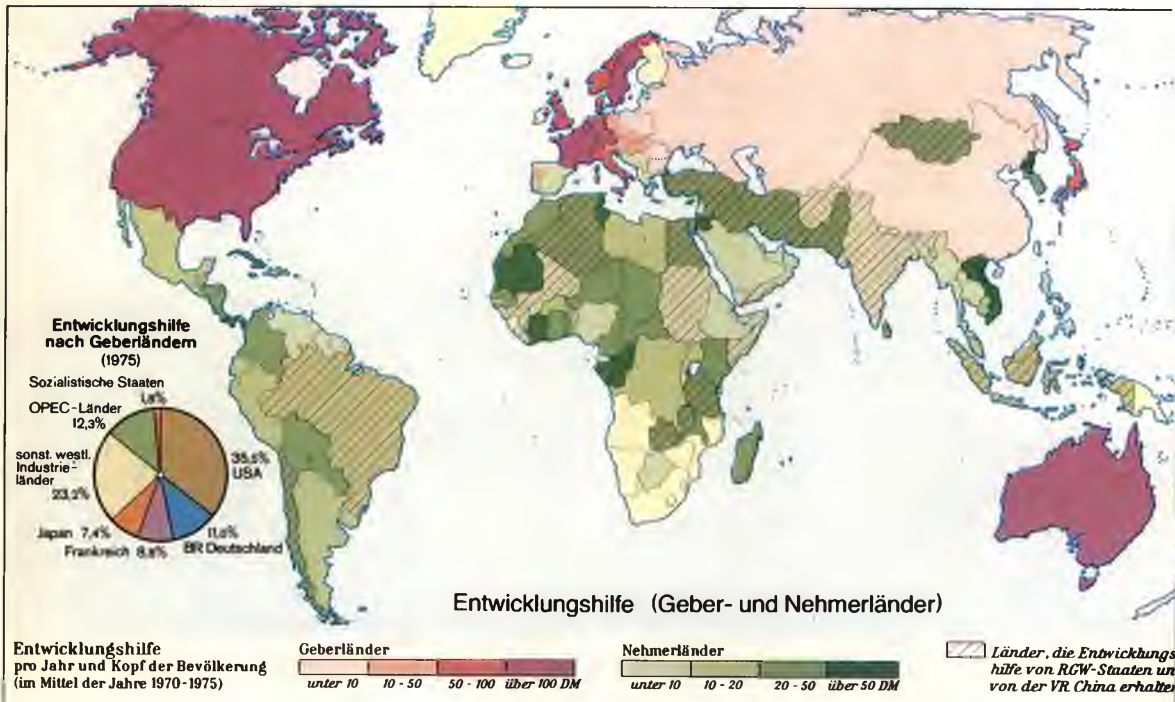 Entwicklungshilfe
nach Geberländern
(1975)
Sozialistische Staaten
1,8%
OPEC-Länder
12,3%
sonst. westl.
Industrie-
länder
23,2%
Japan 7,4%
Frankreich 8,8%
BR Deutschland
USA
Entwicklungshilfe (Geber- und Nehmerländer)
Entwicklungshilfe
pro Jahr und Kopf der Bevölkerung
(im Mittel der Jahre 1970-1975)
Geberländer
unter 10 10-50 50-100 über 100 DM
Nehmerländer
unter 10 10-20 20-50 über 50 DM
Länder, die Entwicklungs
hilfe von RGW-Staaten un
von der VR China erhalten